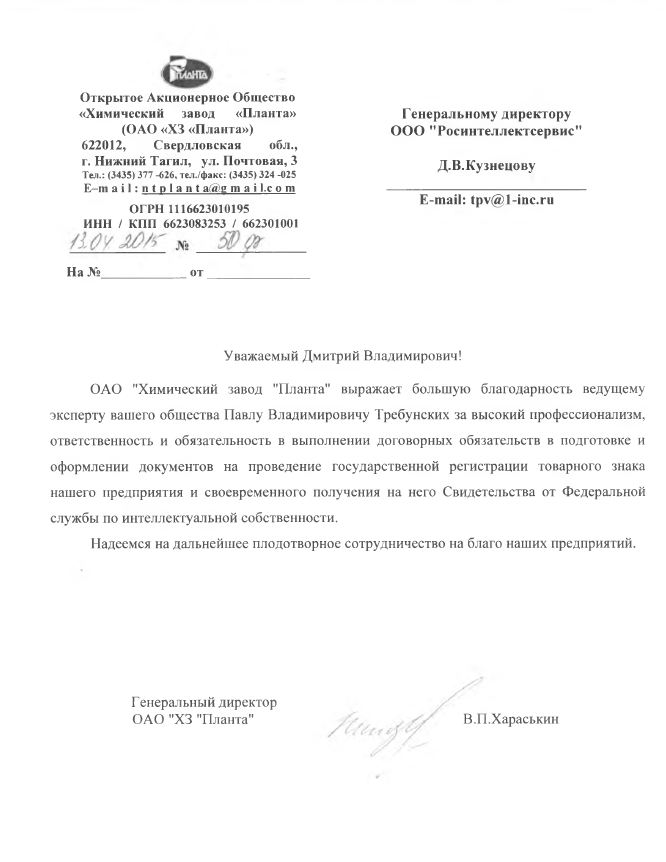 ПЛАНТА
Открытое Акционерное Общество
«Химический завод «Планта»
(ОАО «ХЗ «Планта»)
622012, Свердловская обл.,
г. Нижний Тагил, ул. Почтовая, 3
Тел.: (3435) 377 -626, тел./факс: (3435) 324 -025
E–mail: ntplanta@gmail.com
ОГРН 1116623010195
ИНН / КПП 6623083253 / 662301001
13.04 2015 № 50
На №____________ от _______________
Генеральному директору
ООО "Росинтеллектсервис"
Д.В.Кузнецову
E-mail: tpv@1-inc.ru
Уважаемый Дмитрий Владимирович!
ОАО "Химический завод "Планта" выражает большую благодарность ведущему
эксперту вашего общества Павлу Владимировичу Требунских за высокий профессионализм,
ответственность и обязательность в выполнении договорных обязательств в подготовке и
оформлении документов на проведение государственной регистрации товарного знака
нашего предприятия и своевременного получения на него Свидетельства от Федеральной
службы по интеллектуальной собственности.
Надеемся на дальнейшее плодотворное сотрудничество на благо наших предприятий.
Генеральный директор
ОАО "ХЗ "Планта"
В.П.Хараськин